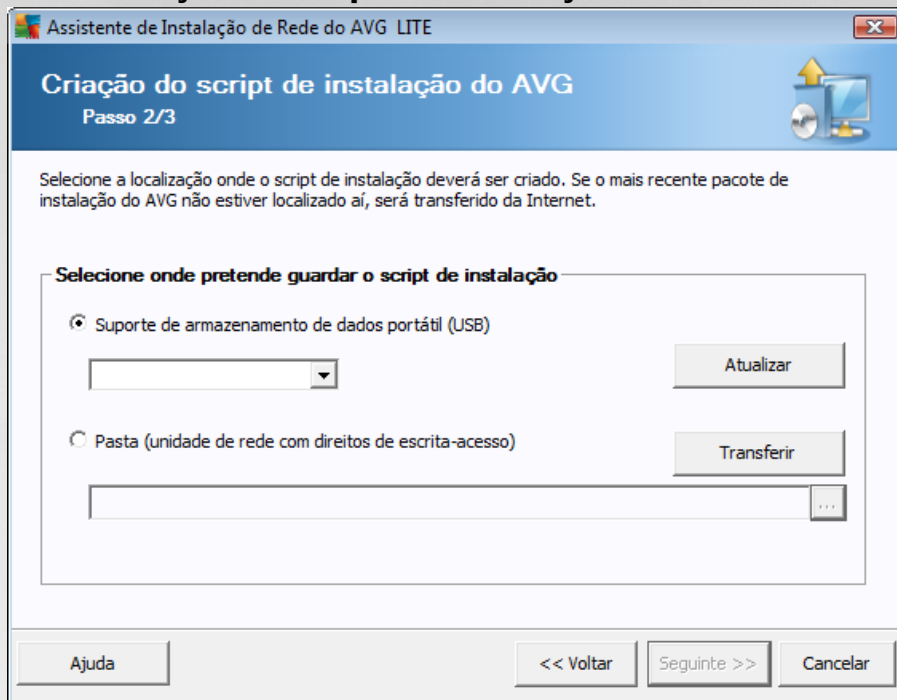 Assistente de Instalação de Rede do AVG LITE
Criação do script de instalação do AVG
Passo 2/3
Selecione a localização onde o script de instalação deverá ser criado. Se o mais recente pacote de
instalação do AVG não estiver localizado aí, será transferido da Internet.
Selecione onde pretende guardar o script de instalação
Suporte de armazenamento de dados portátil (USB)
Atualizar
Pasta (unidade de rede com direitos de escrita-acesso)
Transferir
...
Ajuda
<< Voltar
Seguinte >>
Cancelar